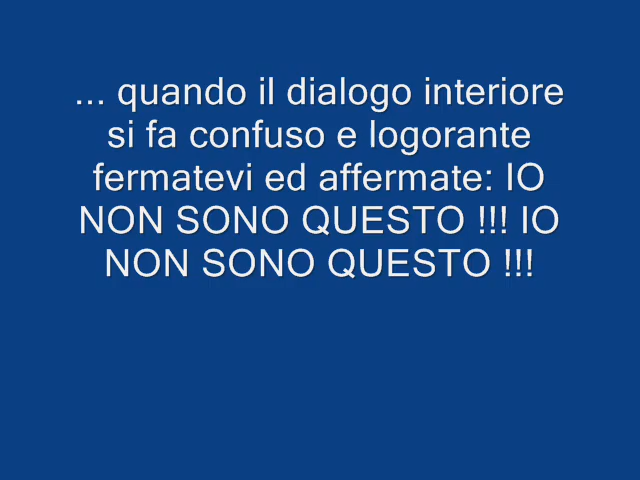 ... quando il dialogo interiore
si fa confuso e logorante
fermatevi ed affermate: IO
NON SONO QUESTO !!! IO
NON SONO QUESTO !!!